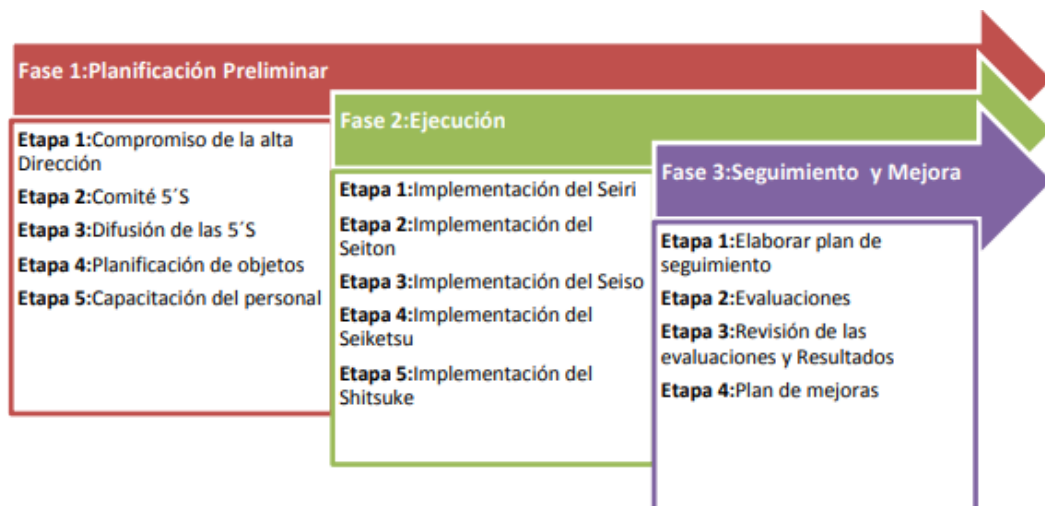 Fase 1:Planificación Preliminar
Etapa 1:Compromiso de la alta
Dirección
Etapa 2:Comité 5´S
Etapa 3:Difusión de las 5´S
Etapa 4:Planificación de objetos
Etapa 5:Capacitación del personal
Fase 2:Ejecución
Etapa 1:Implementación del Seiri
Etapa 2:Implementación del
Seiton
Etapa 3:Implementación del Seiso
Etapa 4:Implementación del
Seiketsu
Etapa 5:Implementación del
Shitsuke
Fase 3:Seguimiento y Mejora
Etapa 1:Elaborar plan de
seguimiento
Etapa 2:Evaluaciones
Etapa 3:Revisión de las
evaluaciones y Resultados
Etapa 4:Plan de mejoras